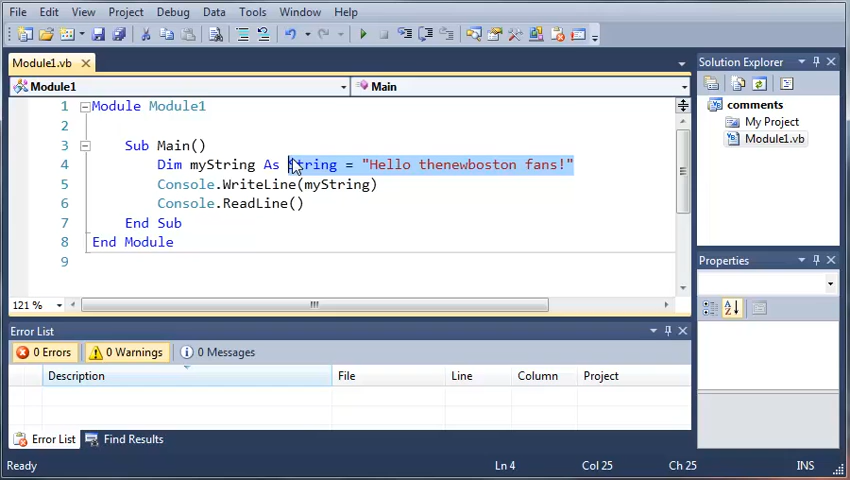 File Edit View Project Debug Data Tools Window Help
Module1.vb
Module1 Main
1 Module Module1
2
3 Sub Main()
4 Dim myString As String = "Hello thenewboston fans!"
5 Console.WriteLine(myString)
6 Console.ReadLine()
7 End Sub
8 End Module
9
121 %
Solution Explorer
comments
My Project
Module1.vb
Properties
Error List
0 Errors 0 Warnings 0 Messages
Description File Line Column Project
Error List Find Results
Ready Ln 4 Col 25 Ch 25 INS